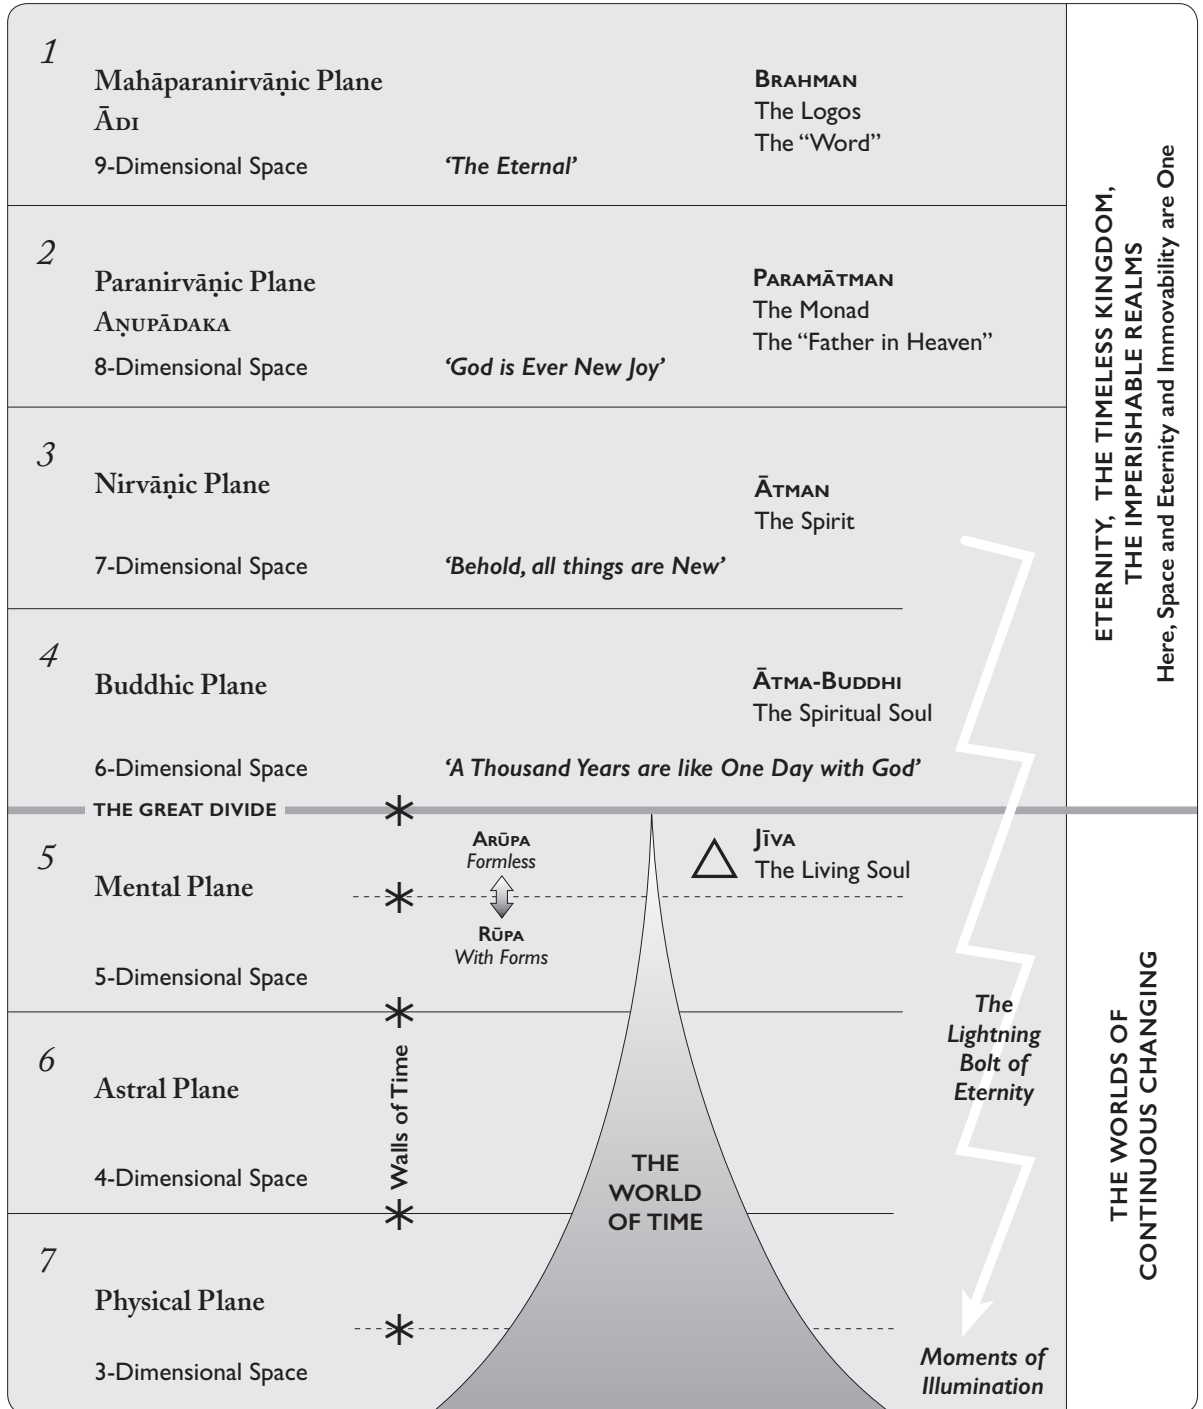 1
Mahāparanirvāṇic Plane
ĀDI
9-Dimensional Space
‘The Eternal’
BRAHMAN
The Logos
The “Word”
2
Paranirvāṇic Plane
AṆUPĀDAKA
8-Dimensional Space
‘God is Ever New Joy’
PARAMĀTMAN
The Monad
The “Father in Heaven”
3
Nirvāṇic Plane
7-Dimensional Space
‘Behold, all things are New’
ĀTMAN
The Spirit
4
Buddhic Plane
6-Dimensional Space
‘A Thousand Years are like One Day with God’
ĀTMA-BUDDHI
The Spiritual Soul
ETERNITY, THE TIMELESS KINGDOM,
THE IMPERISHABLE REALMS
Here, Space and Eternity and Immovability are One
THE GREAT DIVIDE
5
Mental Plane
5-Dimensional Space
ARŪPA
Formless
RŪPA
With Forms
JĪVA
The Living Soul
6
Astral Plane
4-Dimensional Space
Walls of Time
THE
WORLD
OF TIME
The
Lightning
Bolt of
Eternity
7
Physical Plane
3-Dimensional Space
Moments of
Illumination
THE WORLDS OF
CONTINUOUS CHANGING